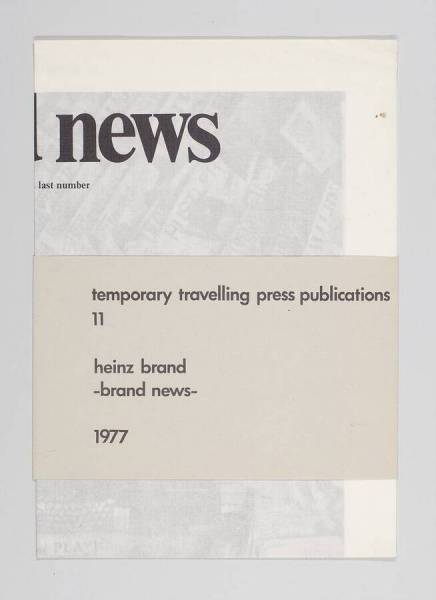 news
last number
temporary travelling press publications
11
heinz brand
-brand news-
1977